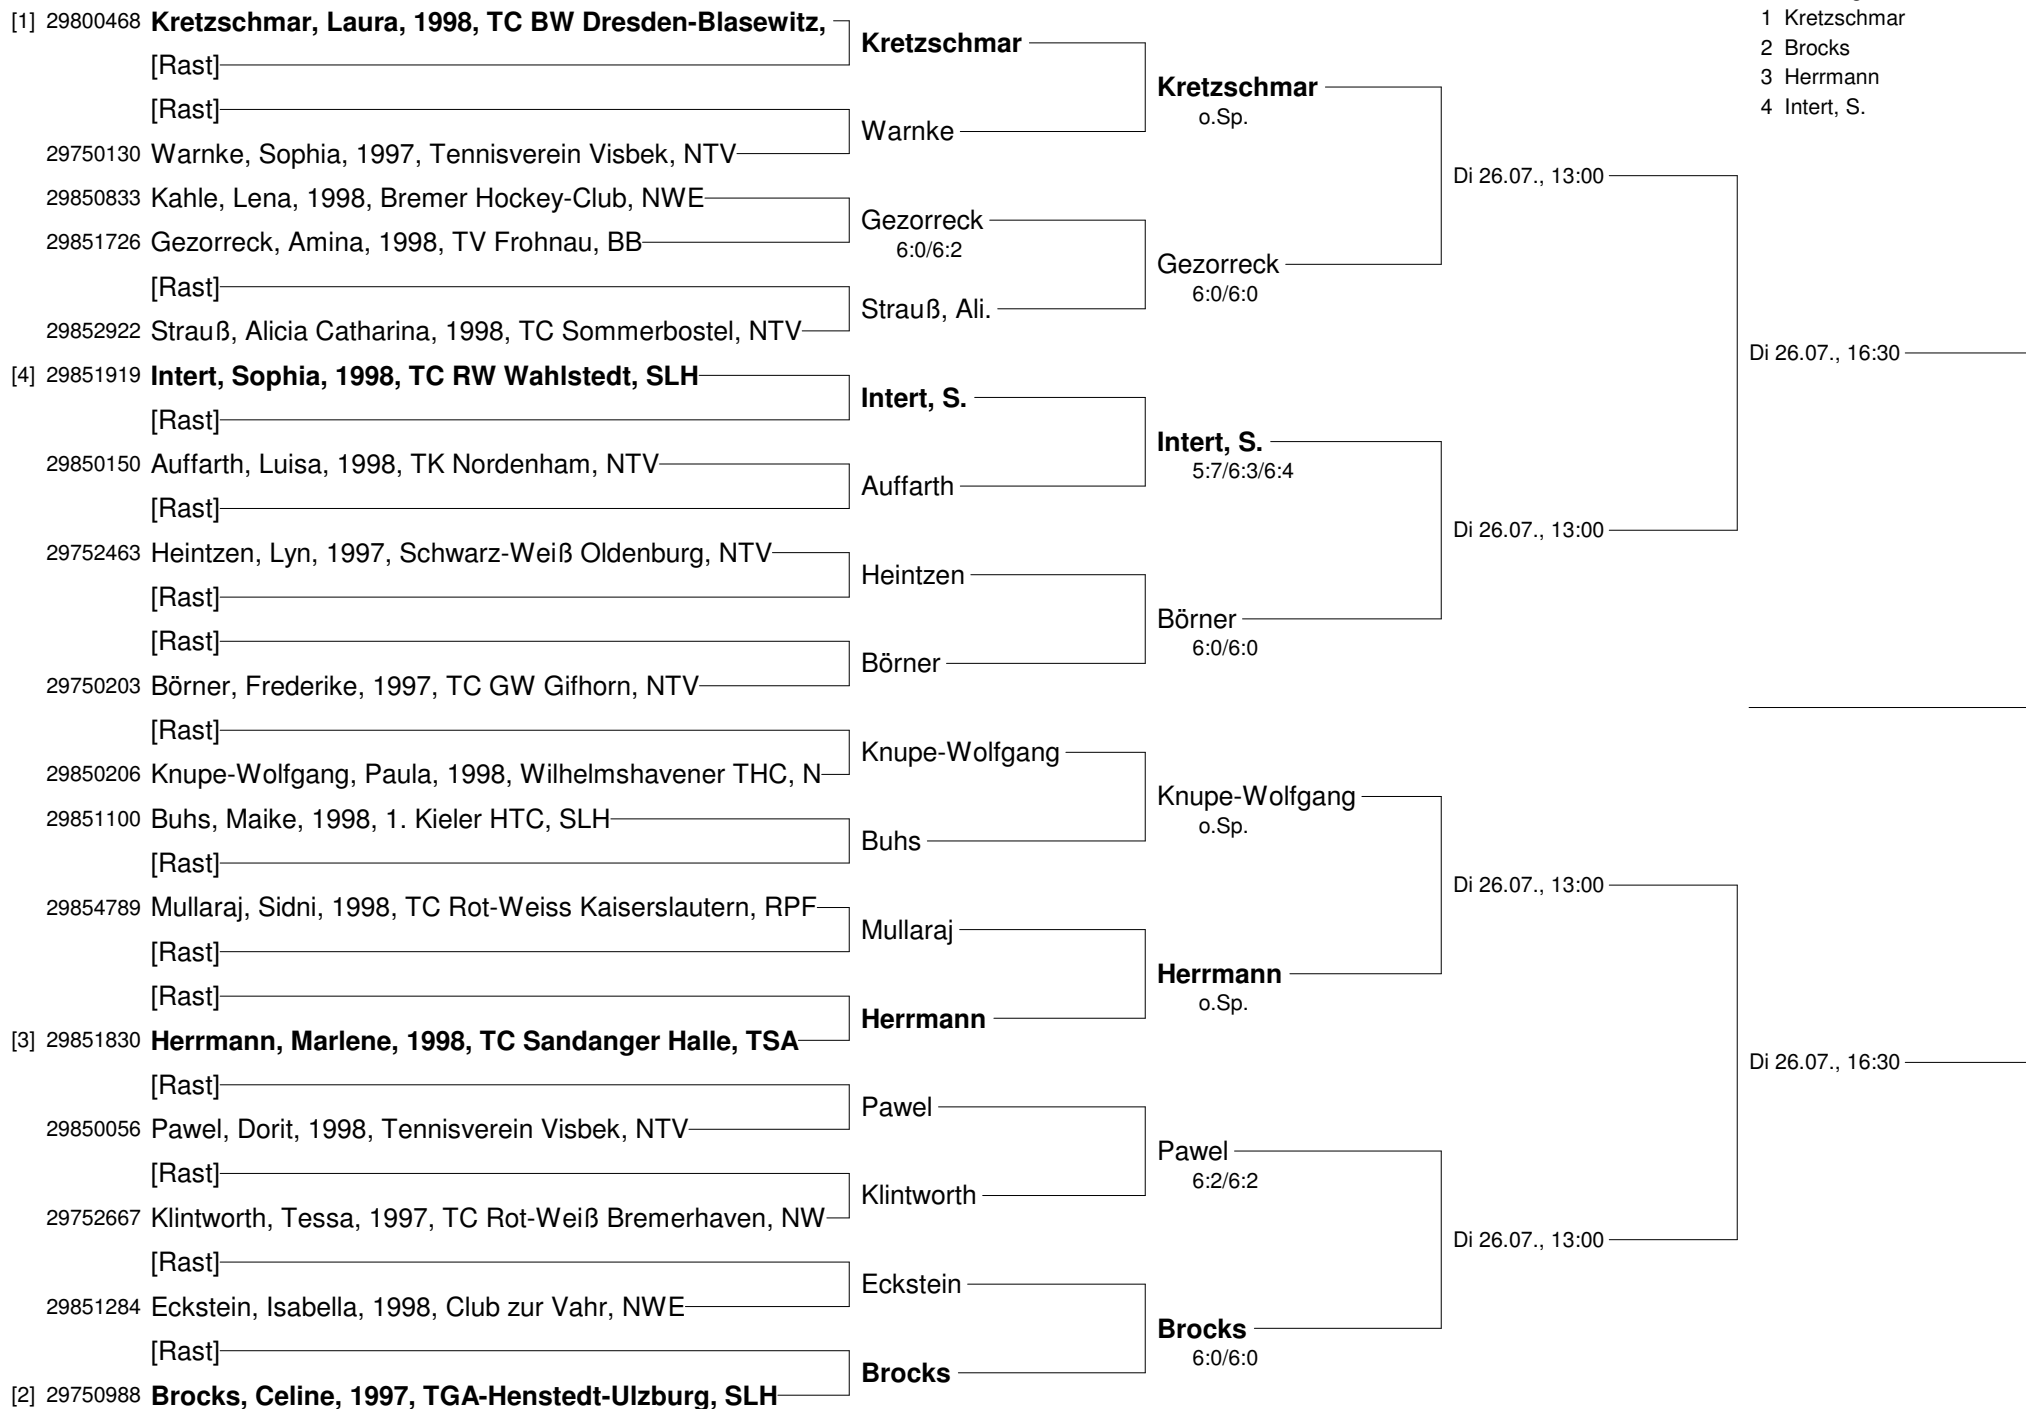 [1] 29800468 Kretzschmar, Laura, 1998, TC BW Dresden-Blasewitz,
[Rast]
[Rast]
29750130 Warnke, Sophia, 1997, Tennisverein Visbek, NTV
29850833 Kahle, Lena, 1998, Bremer Hockey-Club, NWE
29851726 Gezorreck, Amina, 1998, TV Frohnau, BB
[Rast]
29852922 Strauß, Alicia Catharina, 1998, TC Sommerbostel, NTV
[4] 29851919 Intert, Sophia, 1998, TC RW Wahlstedt, SLH
[Rast]
29850150 Auffarth, Luisa, 1998, TK Nordenham, NTV
[Rast]
29752463 Heintzen, Lyn, 1997, Schwarz-Weiß Oldenburg, NTV
[Rast]
[Rast]
29750203 Börner, Frederike, 1997, TC GW Gifhorn, NTV
[Rast]
29850206 Knupe-Wolfgang, Paula, 1998, Wilhelmshavener THC, N
29851100 Buhs, Maike, 1998, 1. Kieler HTC, SLH
[Rast]
29854789 Mullaraj, Sidni, 1998, TC Rot-Weiss Kaiserslautern, RPF
[Rast]
[Rast]
[3] 29851830 Herrmann, Marlene, 1998, TC Sandanger Halle, TSA
[Rast]
29850056 Pawel, Dorit, 1998, Tennisverein Visbek, NTV
[Rast]
29752667 Klintworth, Tessa, 1997, TC Rot-Weiß Bremerhaven, NW
[Rast]
29851284 Eckstein, Isabella, 1998, Club zur Vahr, NWE
[Rast]
[2] 29750988 Brocks, Celine, 1997, TGA-Henstedt-Ulzburg, SLH
Kretzschmar
Warnke
Gezorreck
6:0/6:2
Strauß, Ali.
Intert, S.
Auffarth
Heintzen
Börner
Knupe-Wolfgang
Buhs
Mullaraj
Herrmann
Pawel
Klintworth
Eckstein
Brocks
Kretzschmar
o.Sp.
Gezorreck
6:0/6:0
Intert, S.
5:7/6:3/6:4
Börner
6:0/6:0
Knupe-Wolfgang
o.Sp.
Herrmann
o.Sp.
Pawel
6:2/6:2
Brocks
6:0/6:0
Di 26.07., 13:00
Di 26.07., 13:00
Di 26.07., 13:00
Di 26.07., 13:00
Di 26.07., 16:30
Di 26.07., 16:30
1 Kretzschmar
2 Brocks
3 Herrmann
4 Intert, S.